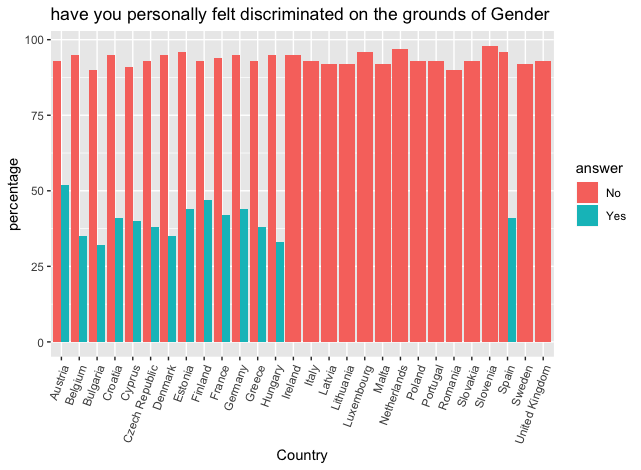 have you personally felt discriminated on the grounds of Gender
100
75
50
25
0
percentage
Austria
Belgium
Bulgaria
Croatia
Cyprus
Czech Republic
Denmark
Estonia
Finland
France
Germany
Greece
Hungary
Ireland
Italy
Latvia
Lithuania
Luxembourg
Malta
Netherlands
Poland
Portugal
Romania
Slovakia
Slovenia
Spain
Sweden
United Kingdom
Country
answer
No
Yes